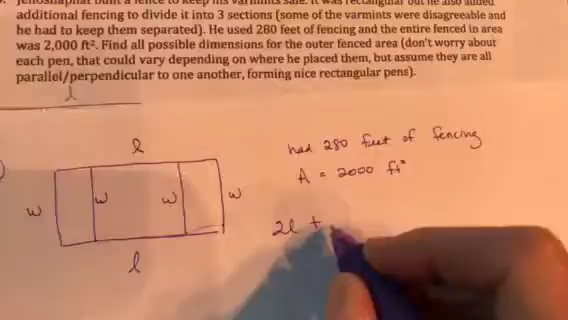 Jehoshaphat built a fence to keep his varmints safe. It was rectangular but he also added
additional fencing to divide it into 3 sections (some of the varmints were disagreeable and
he had to keep them separated). He used 280 feet of fencing and the entire fenced in area
was 2,000 ft². Find all possible dimensions for the outer fenced area (don't worry about
each pen, that could vary depending on where he placed them, but assume they are all
parallel/perpendicular to one another, forming nice rectangular pens).
l
l
had 280 feet of fencing
A = 2000 ft²
w w w w
2l +
l